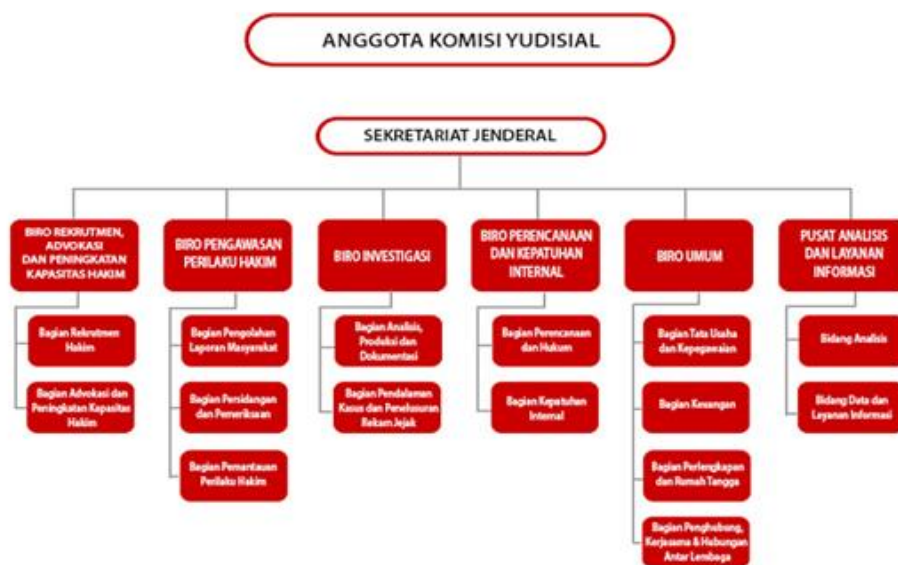 ANGGOTA KOMISI YUDISIAL
SEKRETARIAT JENDERAL
BIRO REKRUTMEN,
ADVOKASI
DAN PENINGKATAN
KAPASITAS HAKIM
Bagian Rekrutmen
Hakim
Bagian Advokasi dan
Peningkatan Kapasitas
Hakim
BIRO PENGAWASAN
PERILAKU HAKIM
Bagian Pengolahan
Laporan Masyarakat
Bagian Persidangan
dan Pemeriksaan
Bagian Pemantauan
Perilaku Hakim
BIRO INVESTIGASI
Bagian Analisis,
Produksi dan
Dokumentasi
Bagian Pendalaman
Kasus dan Penelusuran
Rekam Jejak
BIRO PERENCANAAN
DAN KEPATUHAN
INTERNAL
Bagian Perencanaan
dan Hukum
Bagian Kepatuhan
Internal
BIRO UMUM
Bagian Tata Usaha
dan Kepegawaian
Bagian Keuangan
Bagian Perlengkapan
dan Rumah Tangga
Bagian Penghubung,
Kerjasama & Hubungan
Antar Lembaga
PUSAT ANALISIS
DAN LAYANAN
INFORMASI
Bidang Analisis
Bidang Data dan
Layanan Informasi